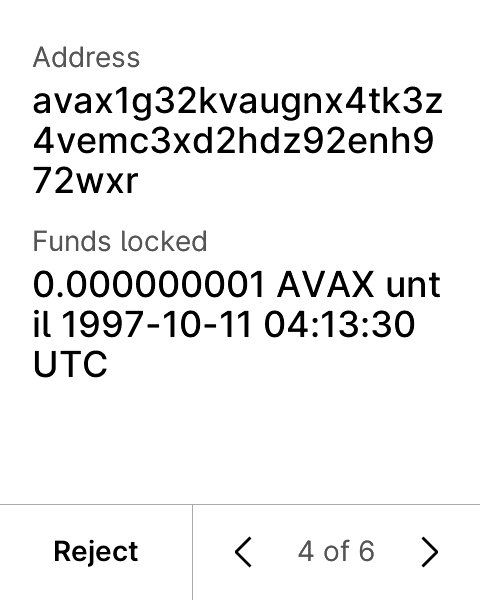 Address
avax1g32kvaugnx4tk3z
4vemc3xd2hdz92enh9
72wxr
Funds locked
0.000000001 AVAX unt
il 1997-10-11 04:13:30
UTC
Reject
4 of 6